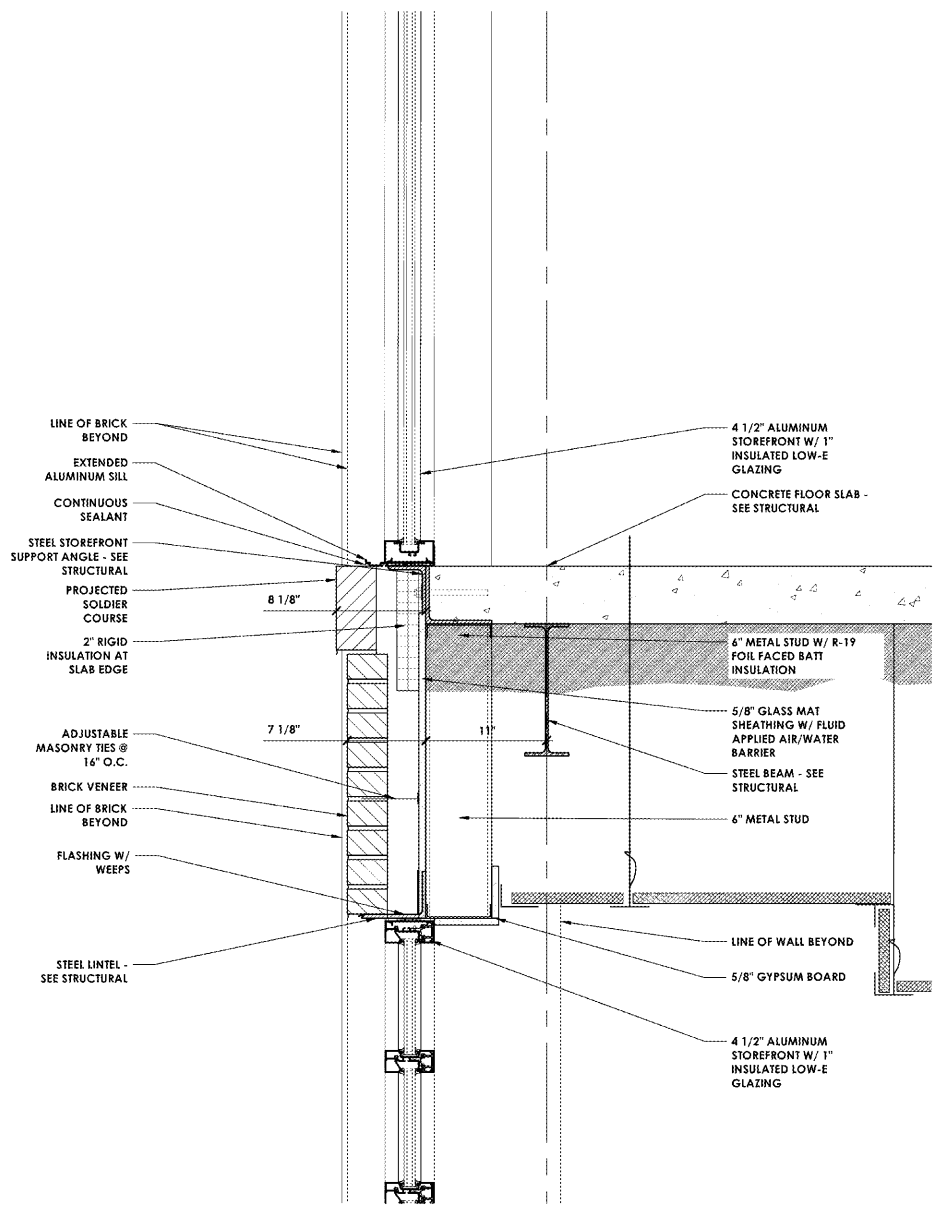 LINE OF BRICK
BEYOND
EXTENDED
ALUMINUM SILL
CONTINUOUS
SEALANT
STEEL STOREFRONT
SUPPORT ANGLE - SEE
STRUCTURAL
PROJECTED
SOLDIER
COURSE
2" RIGID
INSULATION AT
SLAB EDGE
ADJUSTABLE
MASONRY TIES @
16" O.C.
BRICK VENEER
LINE OF BRICK
BEYOND
FLASHING W/
WEEPS
STEEL LINTEL -
SEE STRUCTURAL
8 1/8"
7 1/8"
11"
4 1/2" ALUMINUM
STOREFRONT W/ 1"
INSULATED LOW-E
GLAZING
CONCRETE FLOOR SLAB -
SEE STRUCTURAL
6" METAL STUD W/ R-19
FOIL FACED BATT
INSULATION
5/8" GLASS MAT
SHEATHING W/ FLUID
APPLIED AIR/WATER
BARRIER
STEEL BEAM - SEE
STRUCTURAL
6" METAL STUD
LINE OF WALL BEYOND
5/8" GYPSUM BOARD
4 1/2" ALUMINUM
STOREFRONT W/ 1"
INSULATED LOW-E
GLAZING